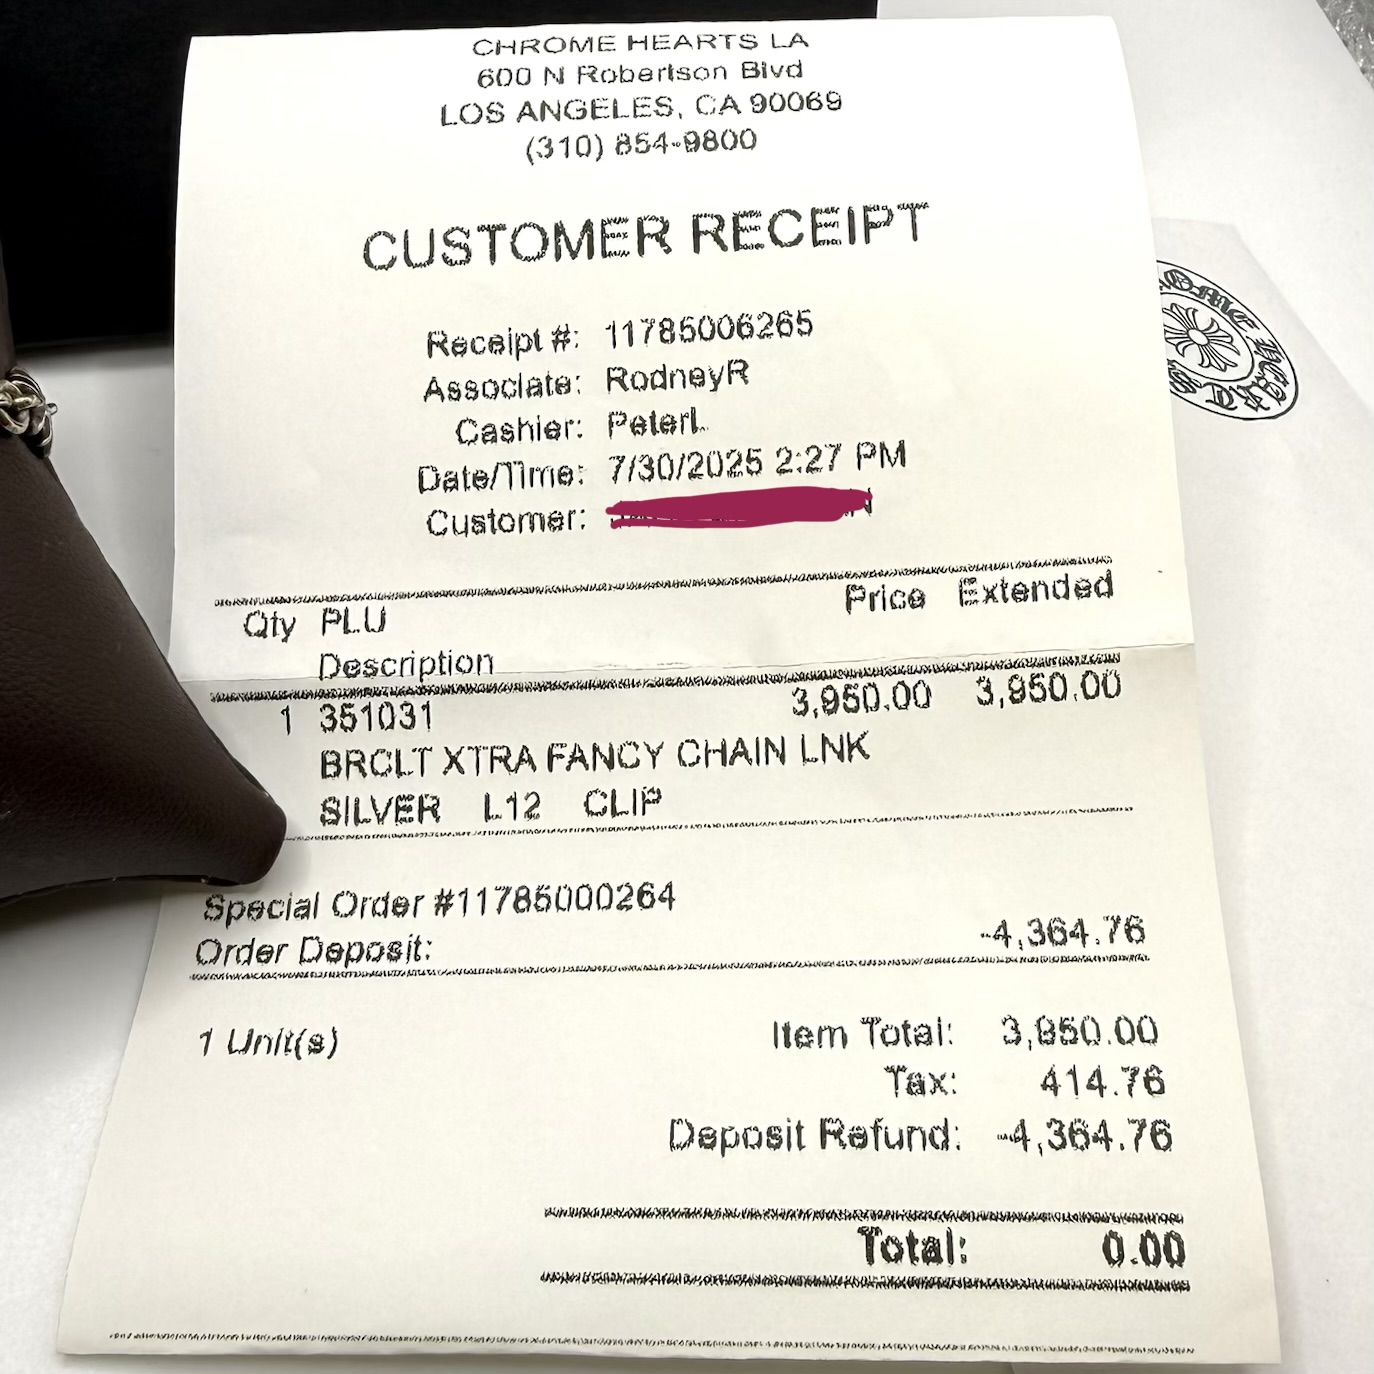 CHROME HEARTS LA
600 N Robertson Blvd
LOS ANGELES, CA 90069
(310) 854-9800
CUSTOMER RECEIPT
Receipt #: 11785006265
Associate: RodneyR
Cashier: PeterL
Date/Time: 7/30/2025 2:27 PM
Customer:
Qty PLU Price Extended
Description
1 351031 3,950.00 3,950.00
BRCLT XTRA FANCY CHAIN LNK
SILVER L12 CLIP
Special Order #11785000264
Order Deposit: -4,364.76
1 Unit(s) Item Total: 3,950.00
Tax: 414.76
Deposit Refund: -4,364.76
Total: 0.00